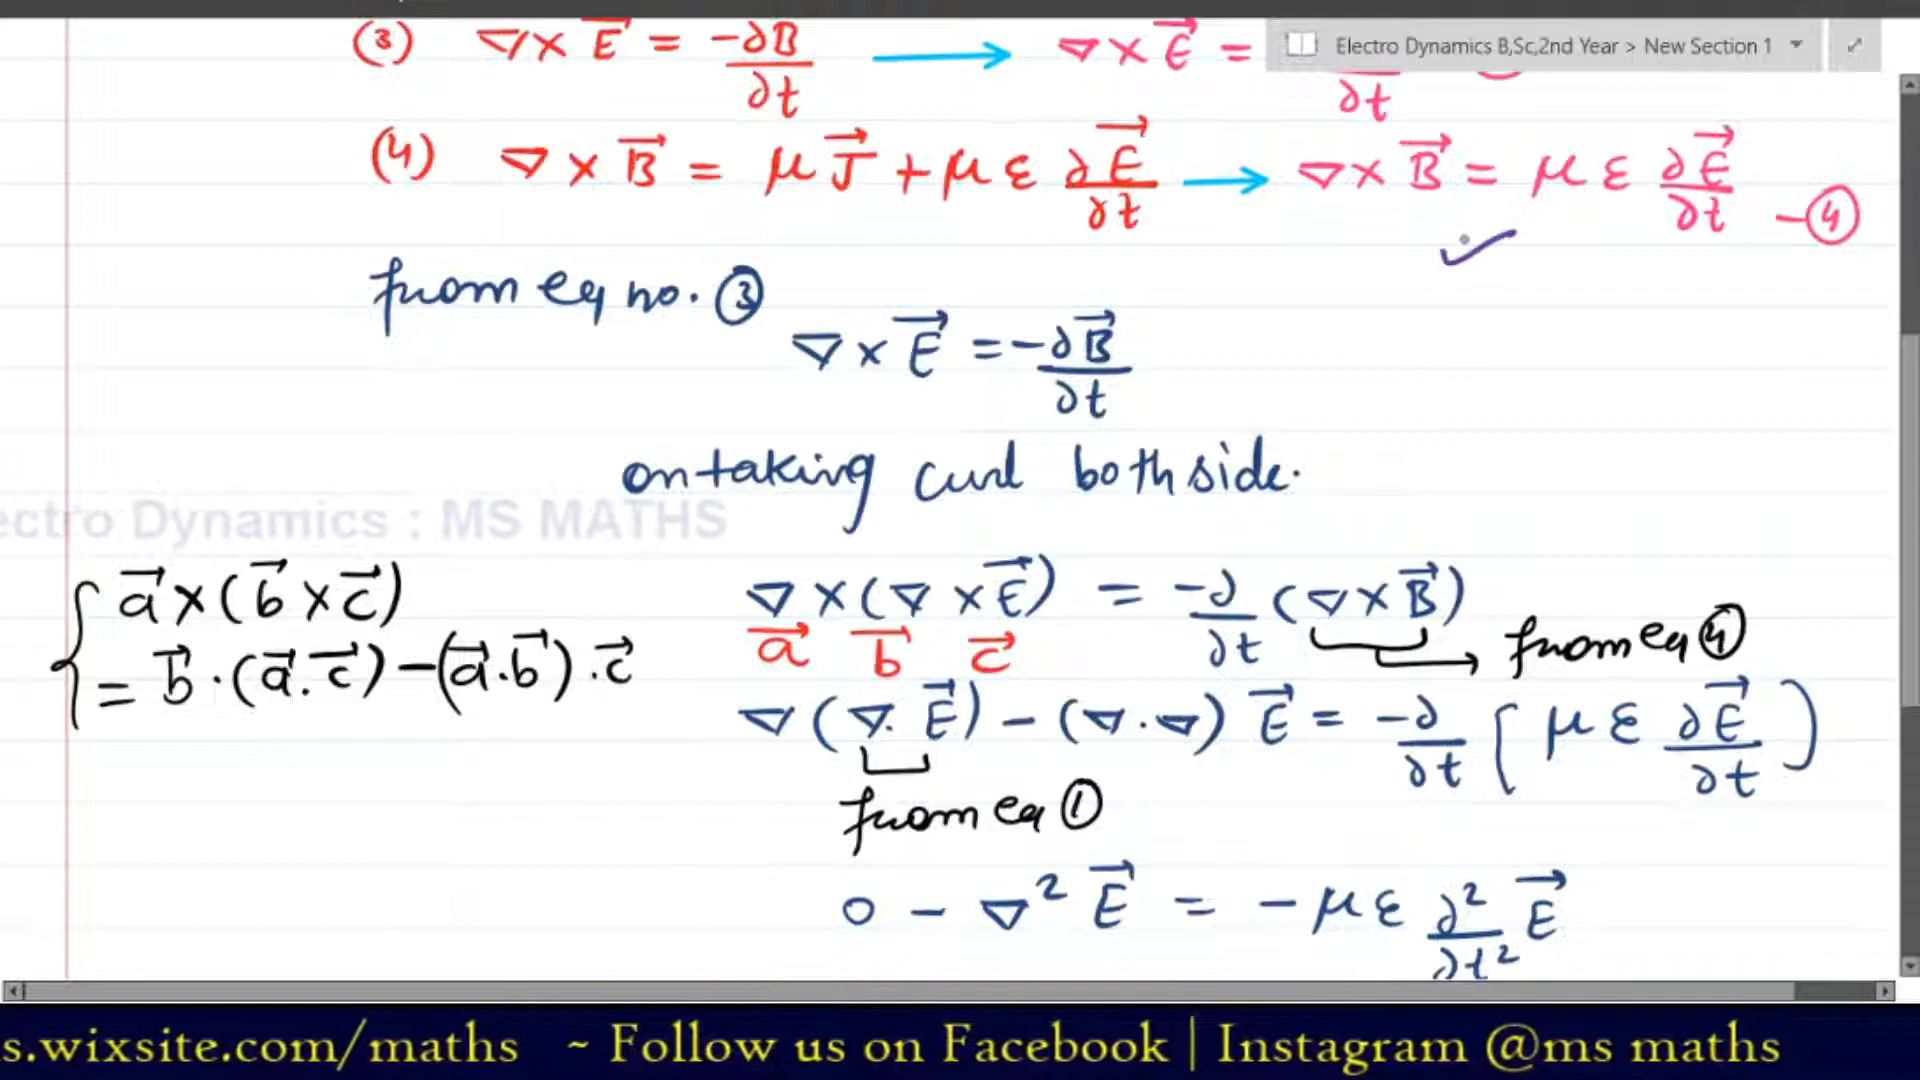 (3) ∇×E⃗ = -∂B/∂t ⟶ ∇×E⃗ = /∂t
Electro Dynamics B,Sc,2nd Year > New Section 1
(4) ∇×B⃗ = μJ⃗ + με ∂E⃗/∂t ⟶ ∇×B⃗ = με ∂E⃗/∂t -④
from eq no. ③
∇×E⃗ = -∂B⃗/∂t
on taking curl both side.
ectro Dynamics : MS MATHS
a⃗×(b⃗×c⃗)
= b⃗·(a⃗.c⃗)-(a⃗.b⃗).c⃗
∇×(∇×E⃗) = -∂/∂t (∇×B⃗)
a⃗ b⃗ c⃗
from eq ④
∇(∇.E⃗)-(∇.∇)E⃗ = -∂/∂t [με ∂E⃗/∂t)
from eq ①
0 - ∇²E⃗ = -με ∂²/∂t² E⃗
s.wixsite.com/maths ~ Follow us on Facebook | Instagram @ms maths